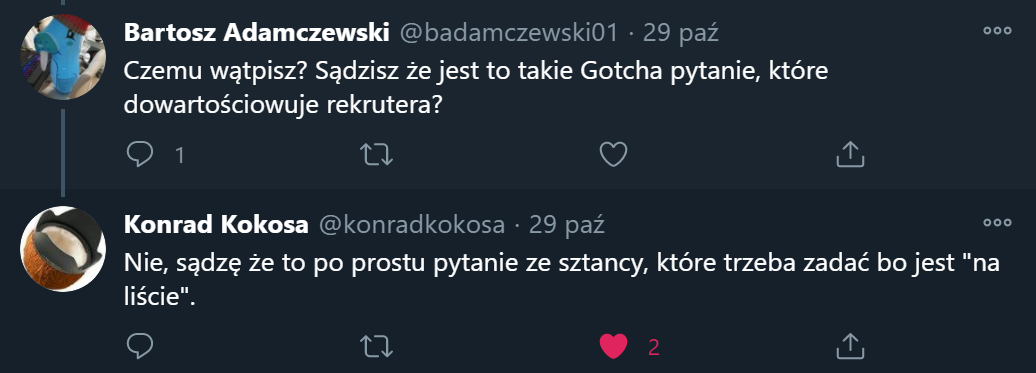 Bartosz Adamczewski @badamczewski01 · 29 paź
Czemu wątpisz? Sądzisz że jest to takie Gotcha pytanie, które
dowartościowuje rekrutera?
1
Konrad Kokosa @konradkokosa · 29 paź
Nie, sądzę że to po prostu pytanie ze sztancy, które trzeba zadać bo jest "na
liście".
2